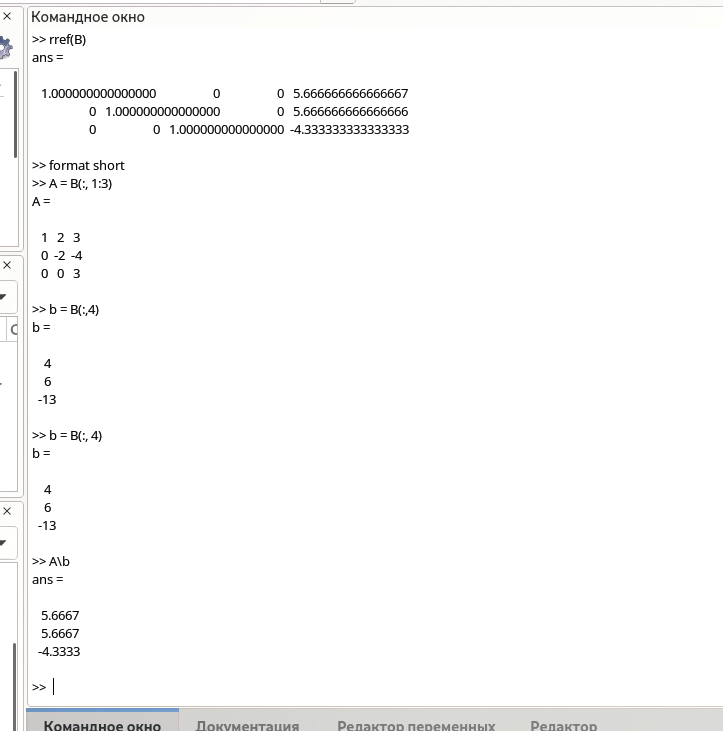 Командное окно
>> rref(B)
ans =
1.000000000000000 0 0 5.666666666666667
0 1.000000000000000 0 5.666666666666666
0 0 1.000000000000000 -4.333333333333333
>> format short
>> A = B(:, 1:3)
A =
1 2 3
0 -2 -4
0 0 3
>> b = B(:,4)
b =
4
6
-13
>> b = B(:, 4)
b =
4
6
-13
>> A\b
ans =
5.6667
5.6667
-4.3333
>>
Командное окно Документация Редактор переменных Редактор